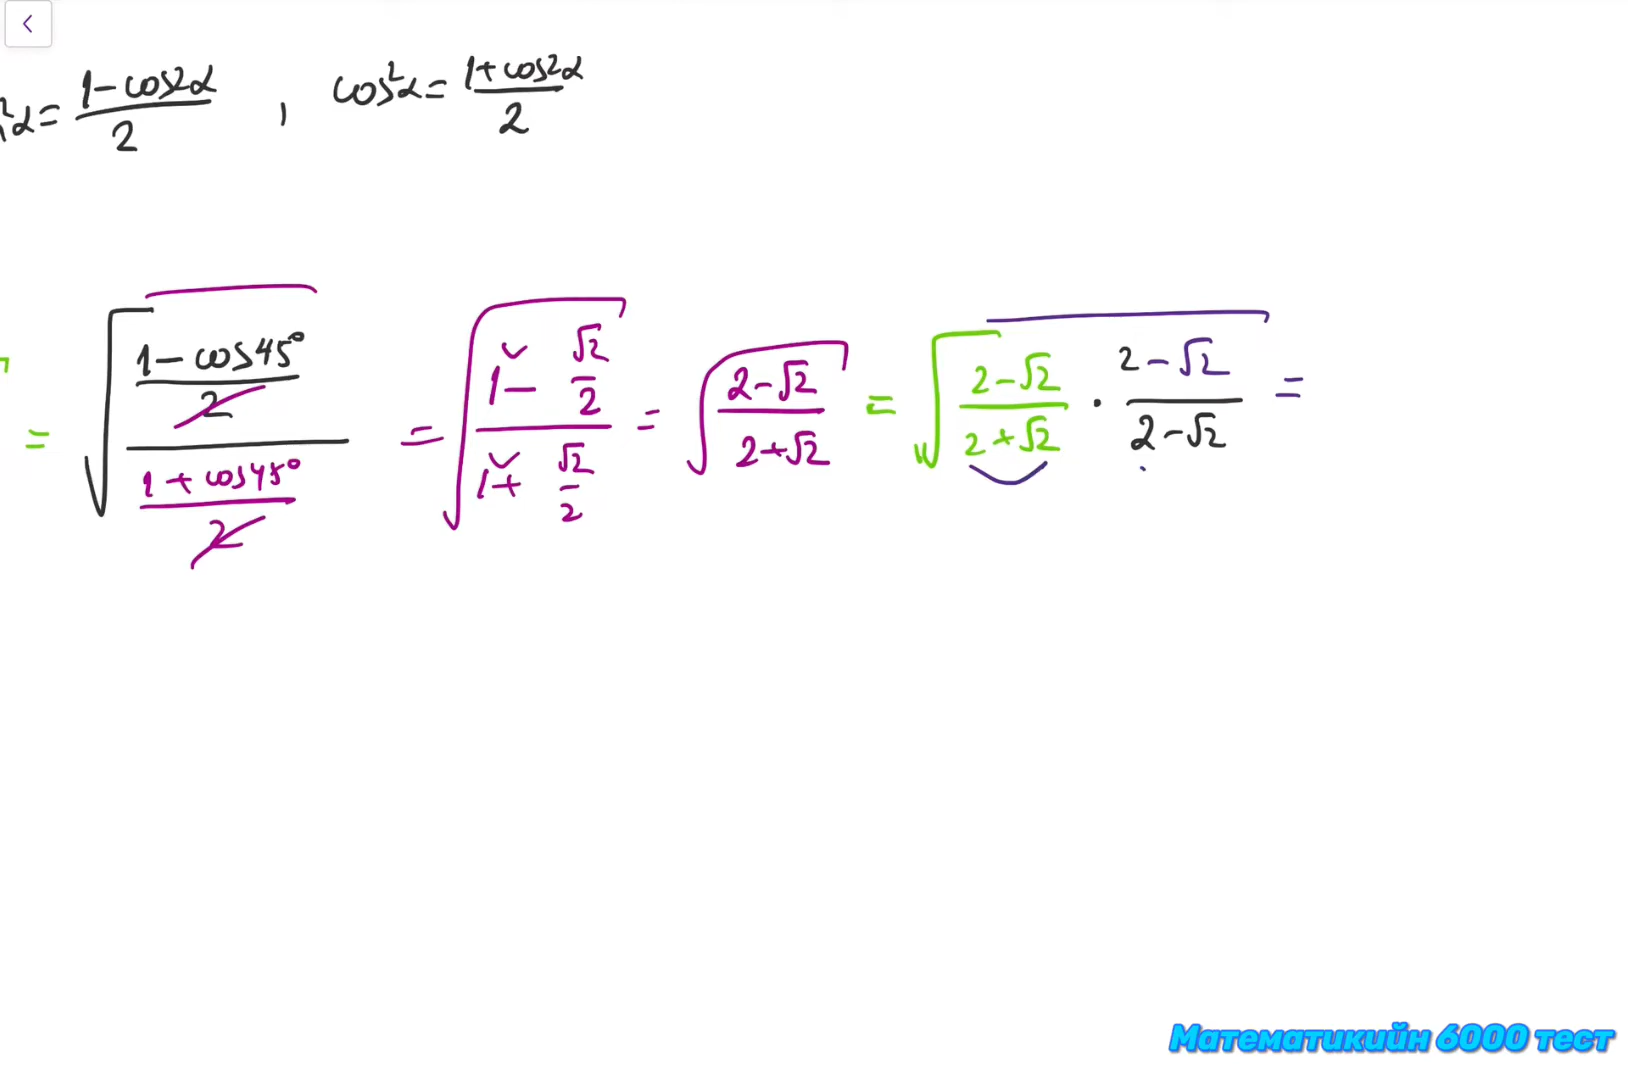 ²α = (1 - cos2α)/2 , cos²α = (1 + cos2α)/2
= √(((1 - cos45°)/2)/((1 + cos45°)/2)) = √((1 - √2/2)/(1 + √2/2)) = √((2 - √2)/(2 + √2)) = √((2 - √2)/(2 + √2) · (2 - √2)/(2 - √2)) =
Математикийн 6000 тест